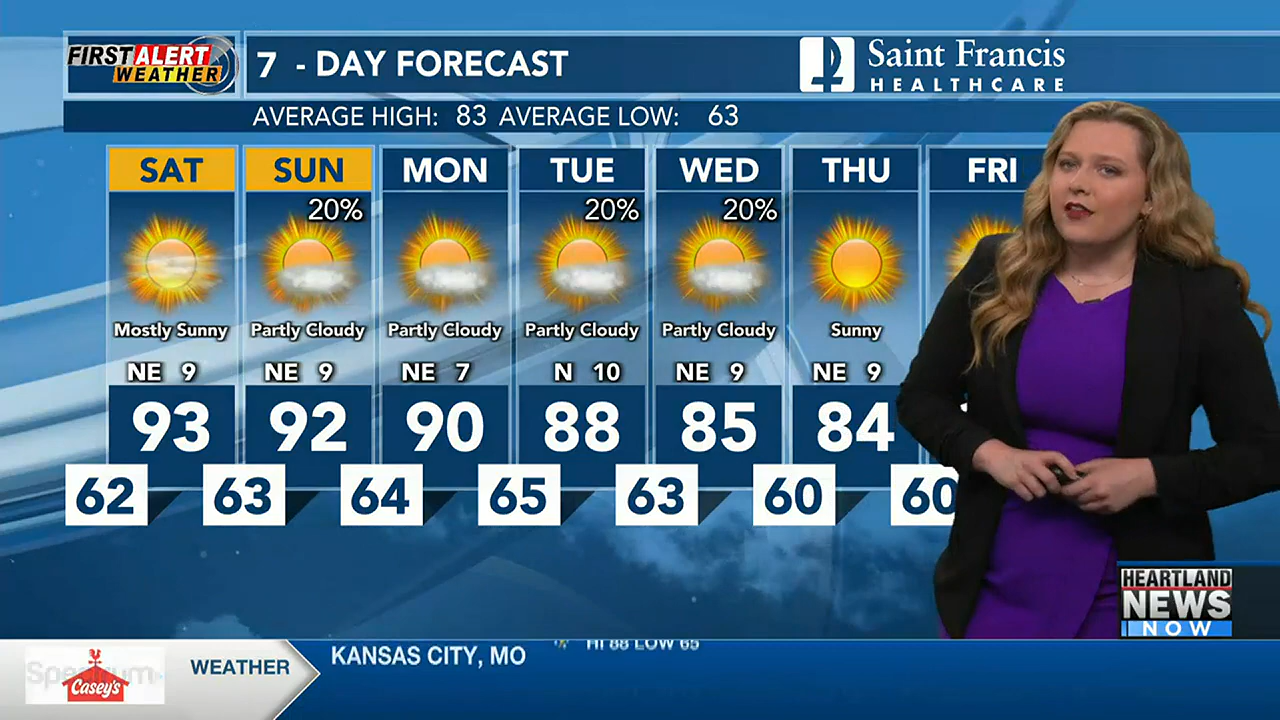 FIRST ALERT WEATHER
7 - DAY FORECAST
Saint Francis
HEALTHCARE
AVERAGE HIGH: 83 AVERAGE LOW: 63
SAT SUN MON TUE WED THU FRI
20% 20% 20%
Mostly Sunny Partly Cloudy Partly Cloudy Partly Cloudy Partly Cloudy Sunny
NE 9 NE 9 NE 7 N 10 NE 9 NE 9
93 92 90 88 85 84
62 63 64 65 63 60 60
HEARTLAND
NEWS
NOW
Spectrum
Casey's
WEATHER
KANSAS CITY, MO
HI 88 LOW 65